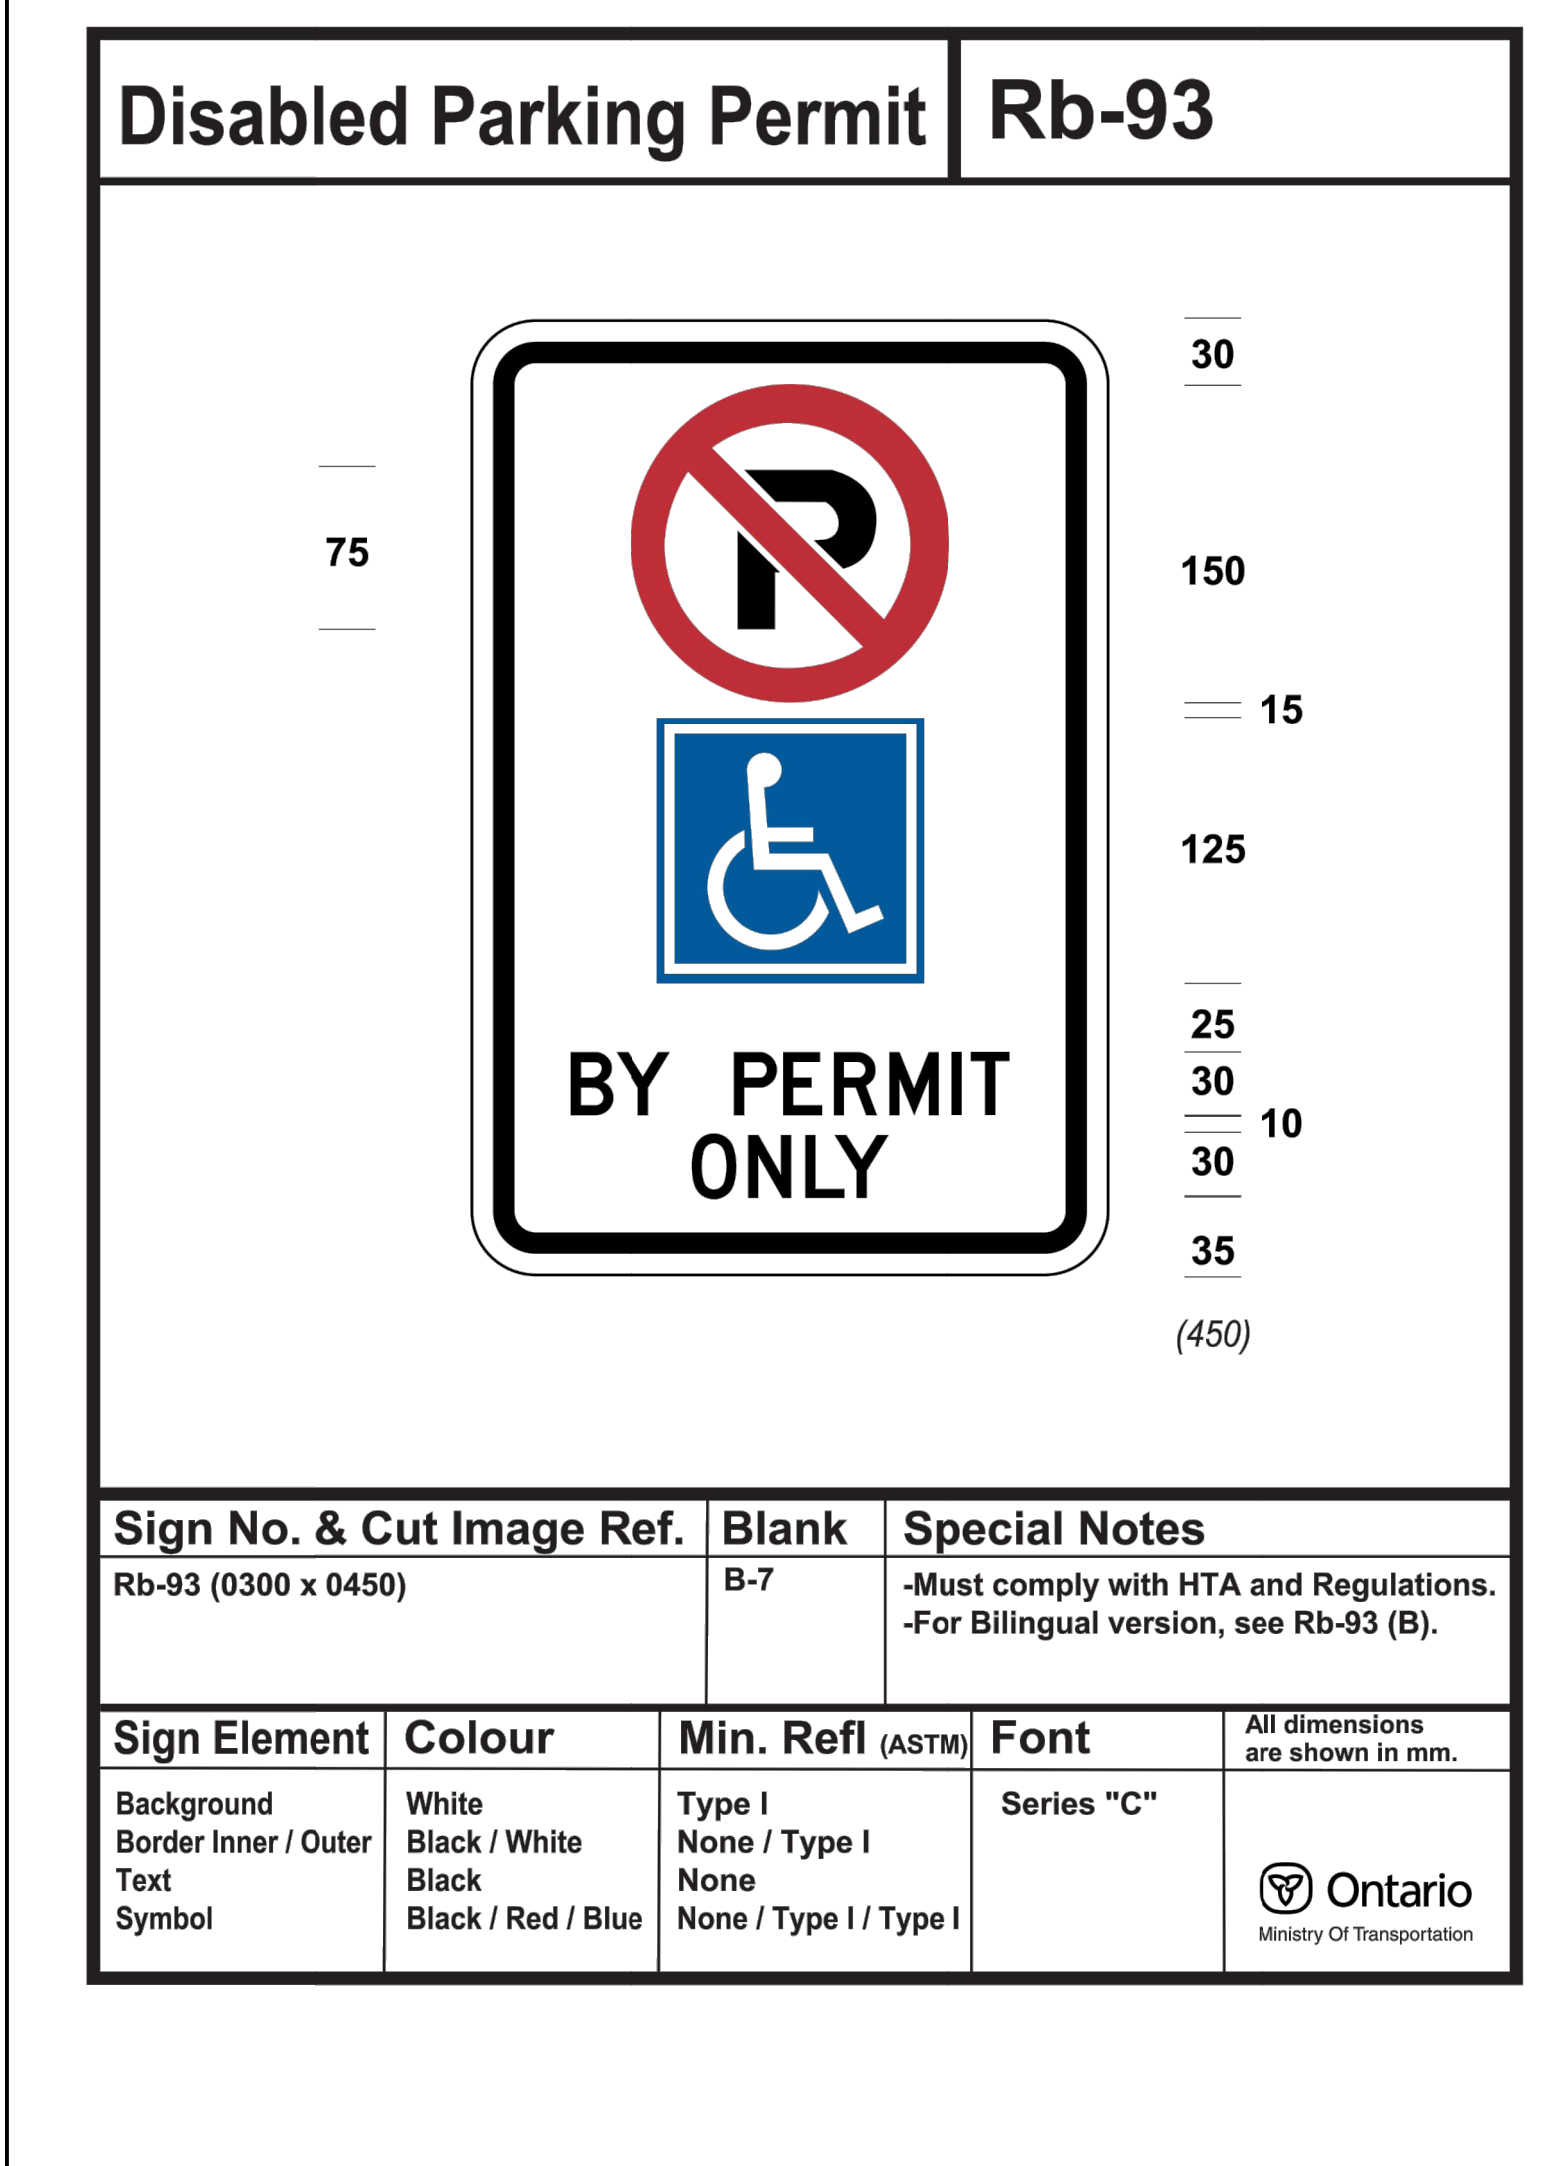 Disabled Parking Permit
Rb-93
30
75
150
15
125
25
30
10
30
35
(450)
P
BY PERMIT
ONLY
Sign No. & Cut Image Ref.
Blank
Special Notes
Rb-93 (0300 x 0450)
B-7
-Must comply with HTA and Regulations.
-For Bilingual version, see Rb-93 (B).
Sign Element
Colour
Min. Refl (ASTM)
Font
All dimensions
are shown in mm.
Background
White
Type I
Series "C"
Border Inner / Outer
Black / White
None / Type I
Text
Black
None
Symbol
Black / Red / Blue
None / Type I / Type I
Ontario
Ministry Of Transportation